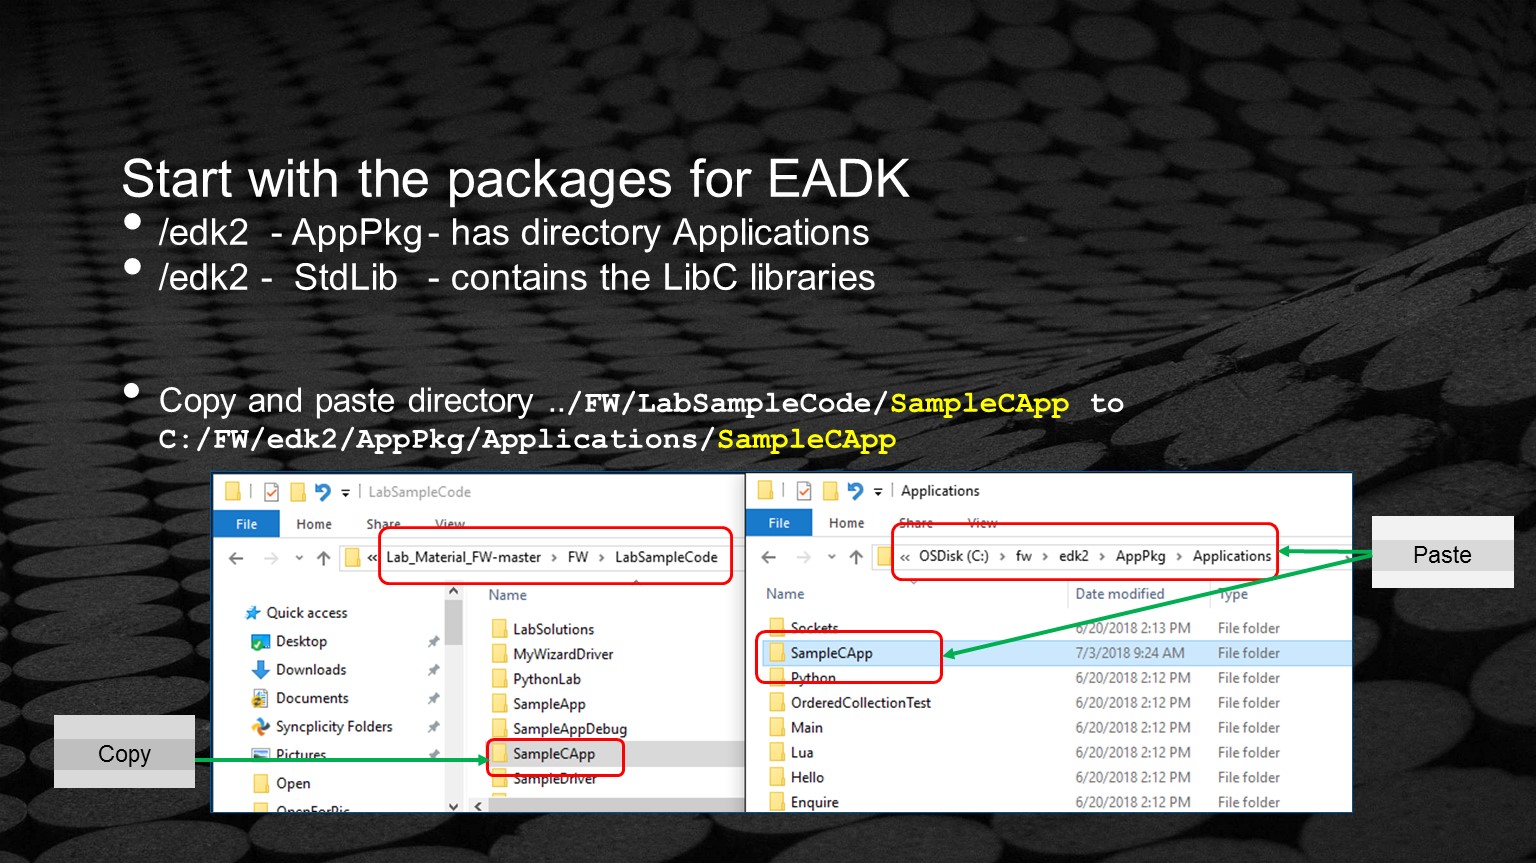 Start with the packages for EADK
• /edk2 - AppPkg - has directory Applications
• /edk2 - StdLib - contains the LibC libraries
• Copy and paste directory ../FW/LabSampleCode/SampleCApp to
C:/FW/edk2/AppPkg/Applications/SampleCApp
LabSampleCode
File Home Share View
« Lab_Material_FW-master › FW › LabSampleCode
Name
Quick access
Desktop
Downloads
Documents
Syncplicity Folders
Pictures
Open
OpenForPic
LabSolutions
MyWizardDriver
PythonLab
SampleApp
SampleAppDebug
SampleCApp
SampleDriver
Applications
File Home Share View
« OSDisk (C:) › fw › edk2 › AppPkg › Applications
Name Date modified Type
Sockets 6/20/2018 2:13 PM File folder
SampleCApp 7/3/2018 9:24 AM File folder
Python 6/20/2018 2:12 PM File folder
OrderedCollectionTest 6/20/2018 2:12 PM File folder
Main 6/20/2018 2:12 PM File folder
Lua 6/20/2018 2:12 PM File folder
Hello 6/20/2018 2:12 PM File folder
Enquire 6/20/2018 2:12 PM File folder
Copy
Paste